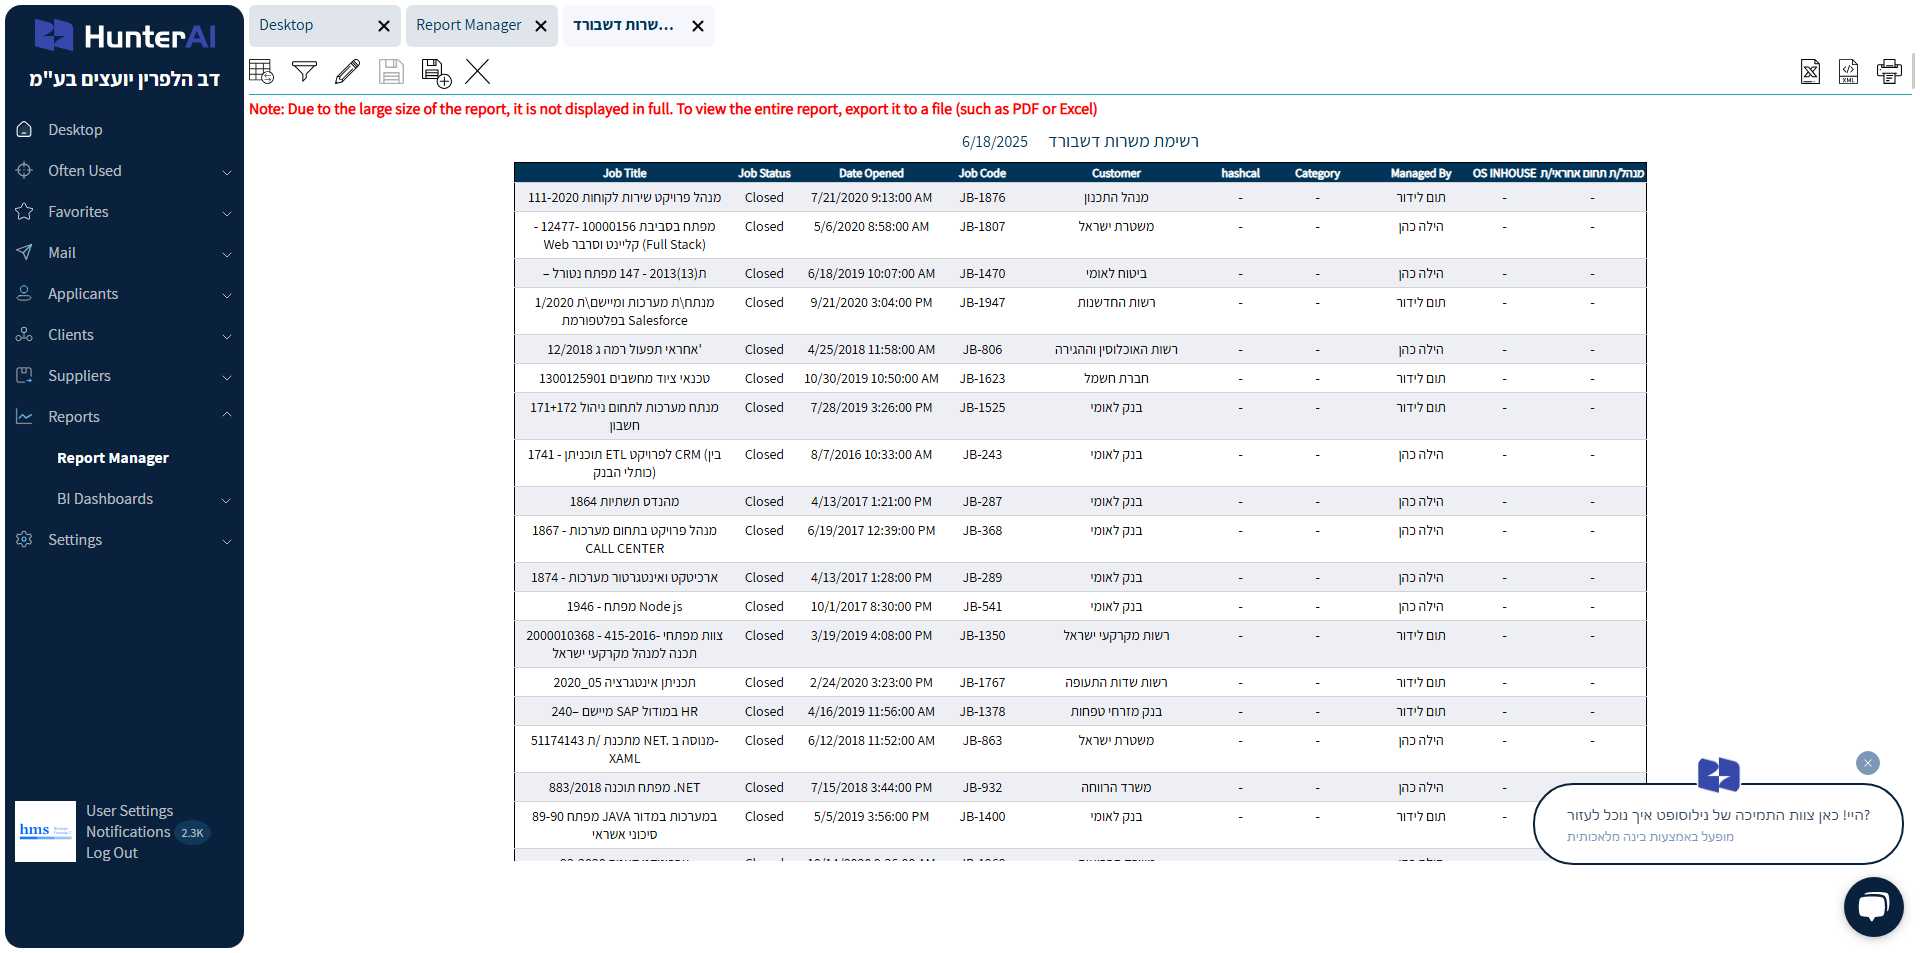 HunterAI
דב הלפרין יועצים בע"מ
Desktop
Often Used
Favorites
Mail
Applicants
Clients
Suppliers
Reports
Report Manager
BI Dashboards
Settings
hms
User Settings
Notifications 2.3K
Log Out
Desktop Report Manager שרות דשבורד...
Note: Due to the large size of the report, it is not displayed in full. To view the entire report, export it to a file (such as PDF or Excel)
רשימת משרות דשבורד 6/18/2025
Job Title Job Status Date Opened Job Code Customer hashcal Category Managed By OS INHOUSE מנהל/ת תחום אחראי/ת
111-2020 מנהל פרויקט שירות לקוחות Closed 7/21/2020 9:13:00 AM JB-1876 מנהל התכנון - - תום לידור - -
- 12477- 10000156 מפתח בסביבת Closed 5/6/2020 8:58:00 AM JB-1807 משטרת ישראל - - הילה כהן - -
Web קליינט וסרבר (Full Stack)
– מפתח נטורל 147 - 2013(13)ת Closed 6/18/2019 10:07:00 AM JB-1470 ביטוח לאומי - - הילה כהן - -
1/2020 מנתח\ת מערכות ומיישם\ת Closed 9/21/2020 3:04:00 PM JB-1947 רשות החדשנות - - תום לידור - -
בפלטפורמת Salesforce
12/2018 אחראי תפעול רמה ג' Closed 4/25/2018 11:58:00 AM JB-806 רשות האוכלוסין וההגירה - - הילה כהן - -
1300125901 טכנאי ציוד מחשבים Closed 10/30/2019 10:50:00 AM JB-1623 חברת חשמל - - תום לידור - -
171+172 מנתח מערכות לתחום ניהול Closed 7/28/2019 3:26:00 PM JB-1525 בנק לאומי - - תום לידור - -
חשבון
1741 - תוכניתן ETL לפרויקט CRM (בין Closed 8/7/2016 10:33:00 AM JB-243 בנק לאומי - - הילה כהן - -
כותלי הבנק)
1864 מהנדס תשתיות Closed 4/13/2017 1:21:00 PM JB-287 בנק לאומי - - הילה כהן - -
1867 - מנהל פרויקט בתחום מערכות Closed 6/19/2017 12:39:00 PM JB-368 בנק לאומי - - הילה כהן - -
CALL CENTER
1874 - ארכיטקט ואינטגרטור מערכות Closed 4/13/2017 1:28:00 PM JB-289 בנק לאומי - - הילה כהן - -
1946 - מפתח Node js Closed 10/1/2017 8:30:00 PM JB-541 בנק לאומי - - הילה כהן - -
2000010368 - 415-2016- צוות מפתחי Closed 3/19/2019 4:08:00 PM JB-1350 רשות מקרקעי ישראל - - תום לידור - -
תכנה למנהל מקרקעי ישראל
2020_05 תכניתן אינטגרציה Closed 2/24/2020 3:23:00 PM JB-1767 רשות שדות התעופה - - תום לידור - -
240– מיישם SAP במודול HR Closed 4/16/2019 11:56:00 AM JB-1378 בנק מזרחי טפחות - - תום לידור - -
51174143 מתכנת /ת .NET מנוסה ב- Closed 6/12/2018 11:52:00 AM JB-863 משטרת ישראל - - הילה כהן - -
XAML
883/2018 מפתח תוכנה .NET Closed 7/15/2018 3:44:00 PM JB-932 משרד הרווחה - - הילה כהן -
89-90 מפתח JAVA במערכות במדור Closed 5/5/2019 3:56:00 PM JB-1400 בנק לאומי - - תום לידור -
סיכוני אשראי
היי! כאן צוות התמיכה של נילוסופט איך נוכל לעזור?
מופעל באמצעות בינה מלאכותית